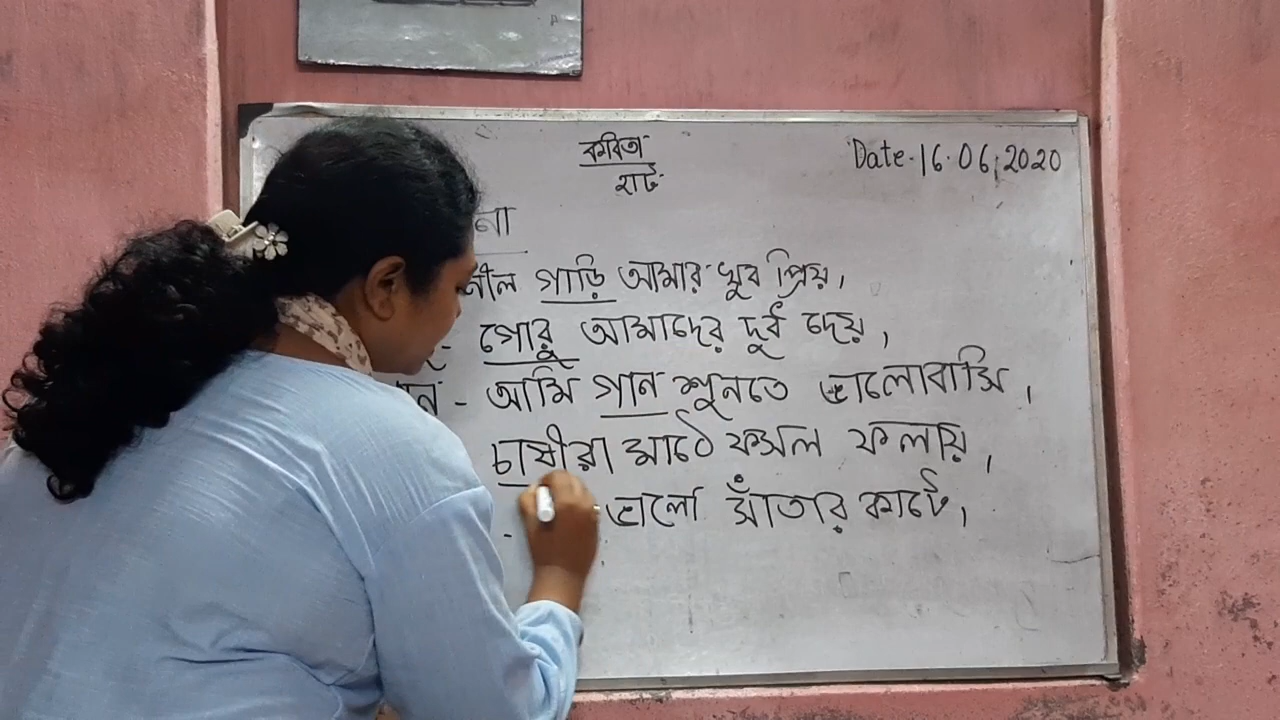 কবিতা
হাট
Date. 16. 06, 2020
না
নীল গাড়ি আমার খুব প্রিয়,
- গোরু আমাদের দুধ দেয়,
ান - আমি গান শুনতে ভালোবাসি,
চাষীরা মাঠে ফসল ফলায়,
- ভালো সাঁতার কাটে,